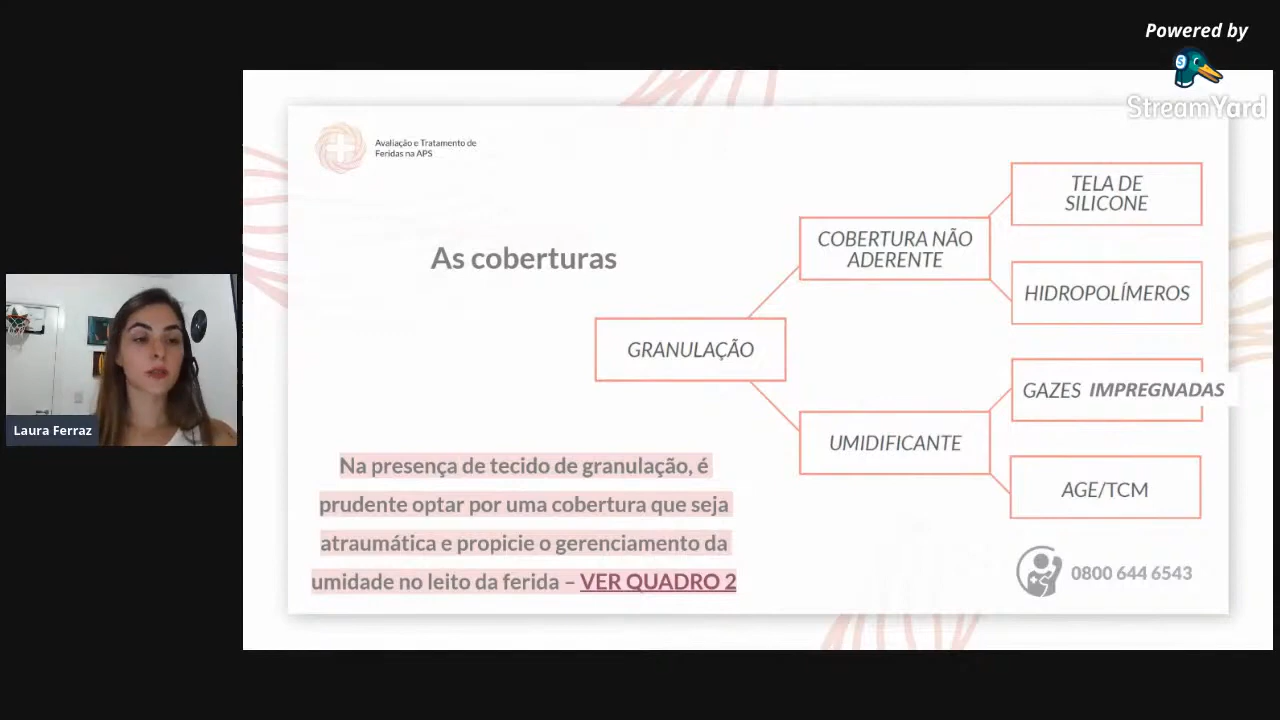 Powered by
StreamYard
Avaliação e Tratamento de
Feridas na APS
As coberturas
GRANULAÇÃO
COBERTURA NÃO
ADERENTE
TELA DE
SILICONE
HIDROPOLÍMEROS
UMIDIFICANTE
GAZES IMPREGNADAS
AGE/TCM
Na presença de tecido de granulação, é
prudente optar por uma cobertura que seja
atraumática e propicie o gerenciamento da
umidade no leito da ferida – VER QUADRO 2
0800 644 6543
Laura Ferraz